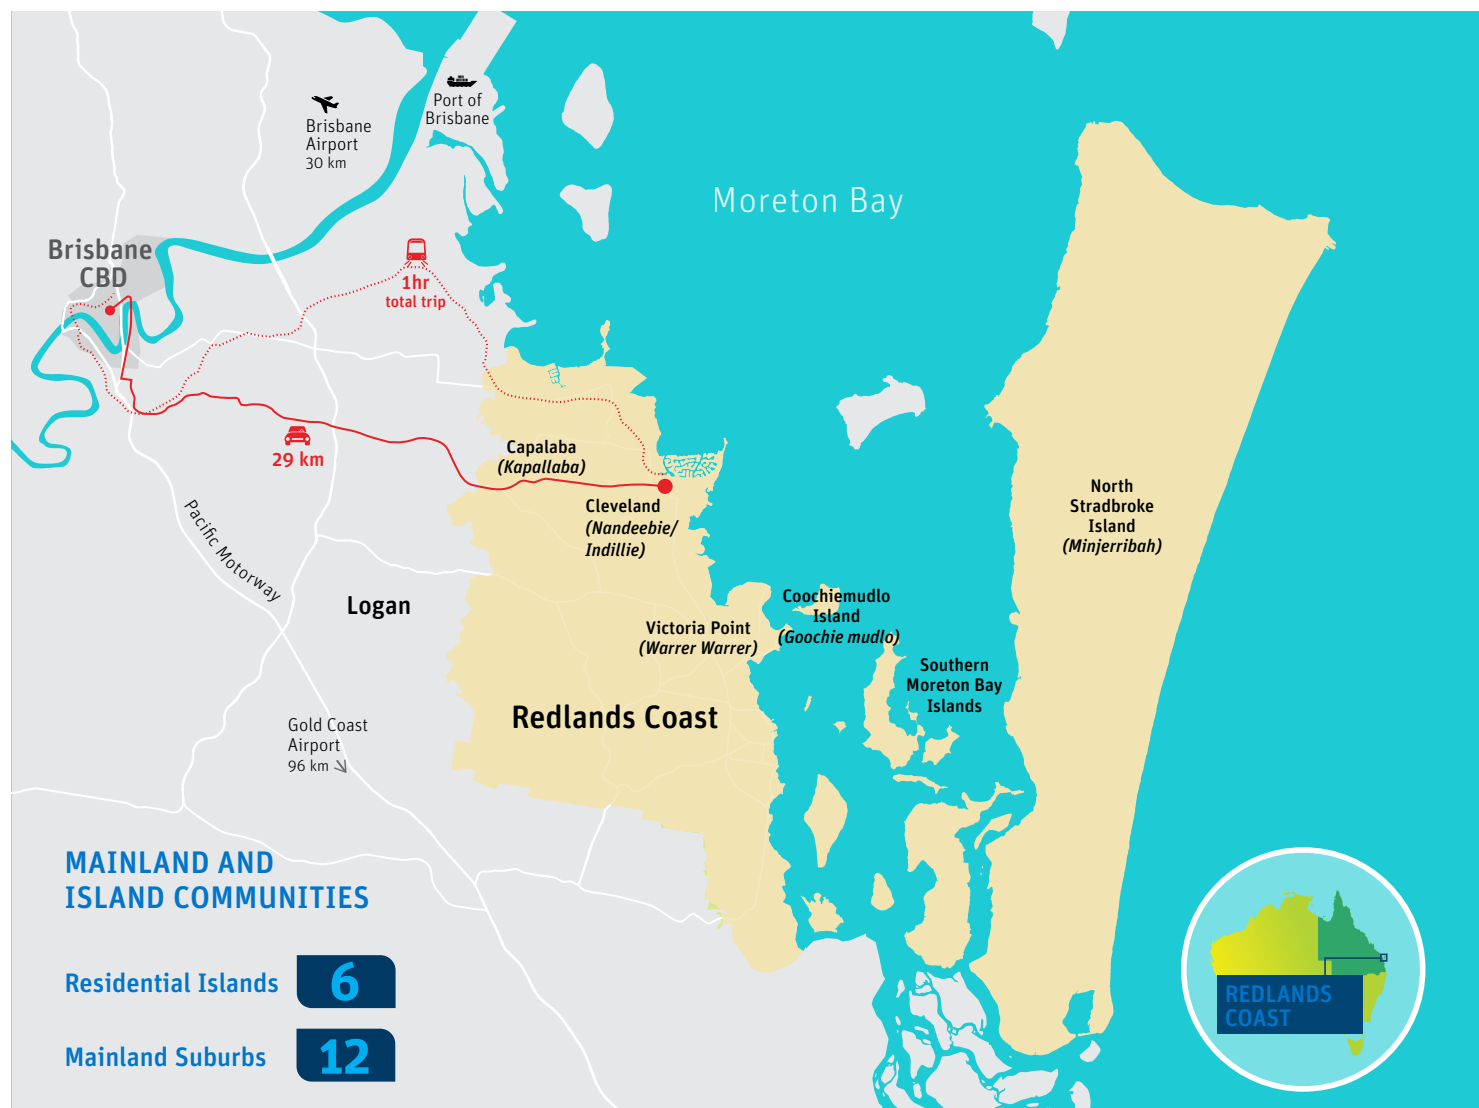 Port of
Brisbane
Brisbane
Airport
30 km
Moreton Bay
Brisbane
CBD
1hr
total trip
29 km
Capalaba
(Kapallaba)
Cleveland
(Nandeebie/
Indillie)
North
Stradbroke
Island
(Minjerribah)
Pacific Motorway
Logan
Coochiemudlo
Island
(Goochie mudlo)
Victoria Point
(Warrer Warrer)
Southern
Moreton Bay
Islands
Redlands Coast
Gold Coast
Airport
96 km
MAINLAND AND
ISLAND COMMUNITIES
Residential Islands 6
Mainland Suburbs 12
REDLANDS
COAST